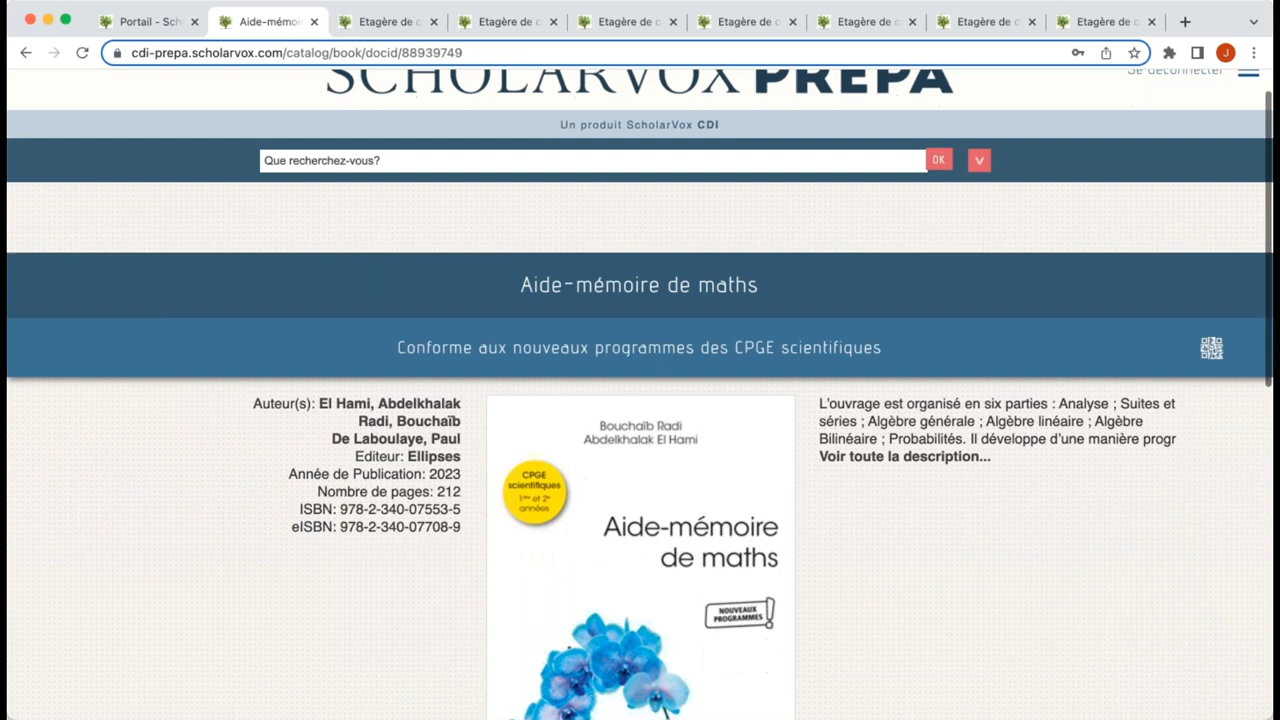 Portail - Sch
Aide-mémoi
Etagère de c
Etagère de c
Etagère de c
Etagère de c
Etagère de c
Etagère de c
Etagère de c
cdi-prepa.scholarvox.com/catalog/book/docid/88939749
J
SCHOLARVOX PREPA
Se déconnecter
Un produit ScholarVox CDI
Que recherchez-vous?
OK
V
Aide-mémoire de maths
Conforme aux nouveaux programmes des CPGE scientifiques
Auteur(s): El Hami, Abdelkhalak
Radi, Bouchaïb
De Laboulaye, Paul
Editeur: Ellipses
Année de Publication: 2023
Nombre de pages: 212
ISBN: 978-2-340-07553-5
eISBN: 978-2-340-07708-9
Bouchaïb Radi
Abdelkhalak El Hami
CPGE
scientifiques
1res et 2e
années
Aide-mémoire
de maths
NOUVEAUX
PROGRAMMES
L'ouvrage est organisé en six parties : Analyse ; Suites et
séries ; Algèbre générale ; Algèbre linéaire ; Algèbre
Bilinéaire ; Probabilités. Il développe d'une manière progr
Voir toute la description...